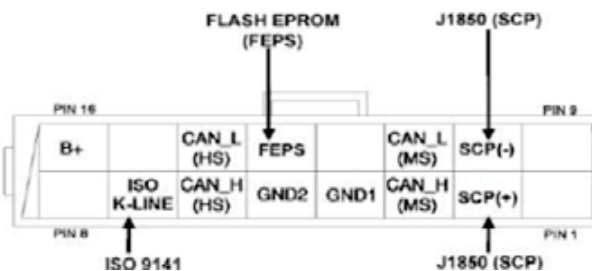 FLASH EPROM
(FEPS)
J1850 (SCP)
PIN 16
PIN 9
B+
CAN_L
(HS)
FEPS
CAN_L
(MS)
SCP(-)
ISO
K-LINE
CAN_H
(HS)
GND2
GND1
CAN_H
(MS)
SCP(+)
PIN 8
PIN 1
ISO 9141
J1850 (SCP)